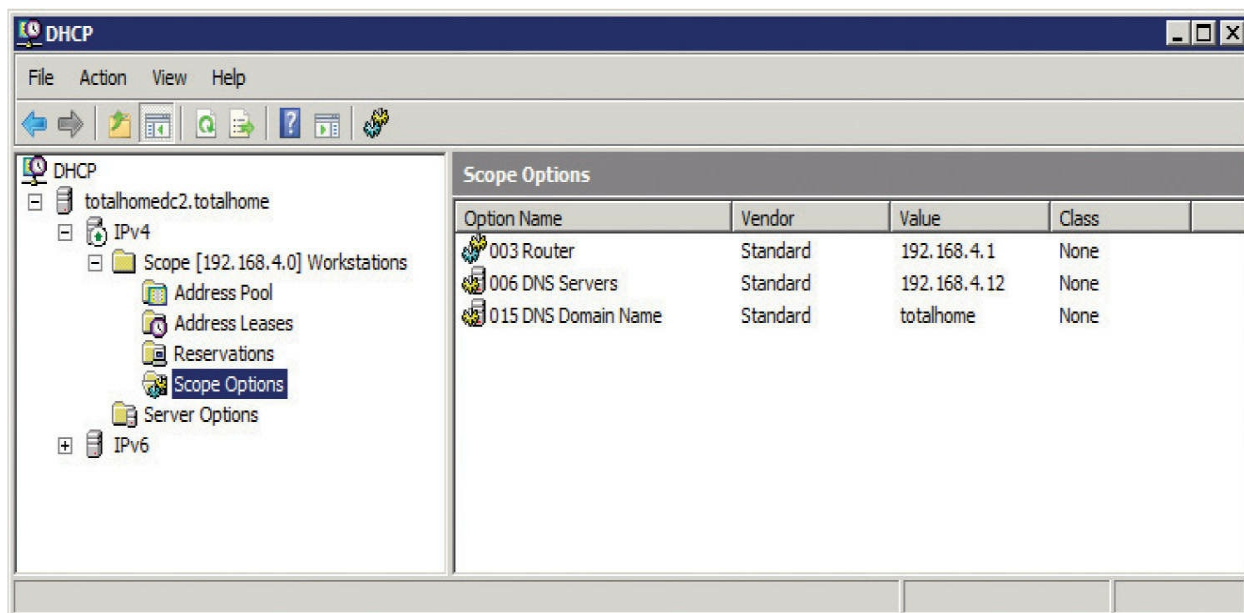 DHCP
File Action View Help
DHCP
totalhomedc2.totalhome
IPv4
Scope [192.168.4.0] Workstations
Address Pool
Address Leases
Reservations
Scope Options
Server Options
IPv6
Scope Options
Option Name Vendor Value Class
003 Router Standard 192.168.4.1 None
006 DNS Servers Standard 192.168.4.12 None
015 DNS Domain Name Standard totalhome None